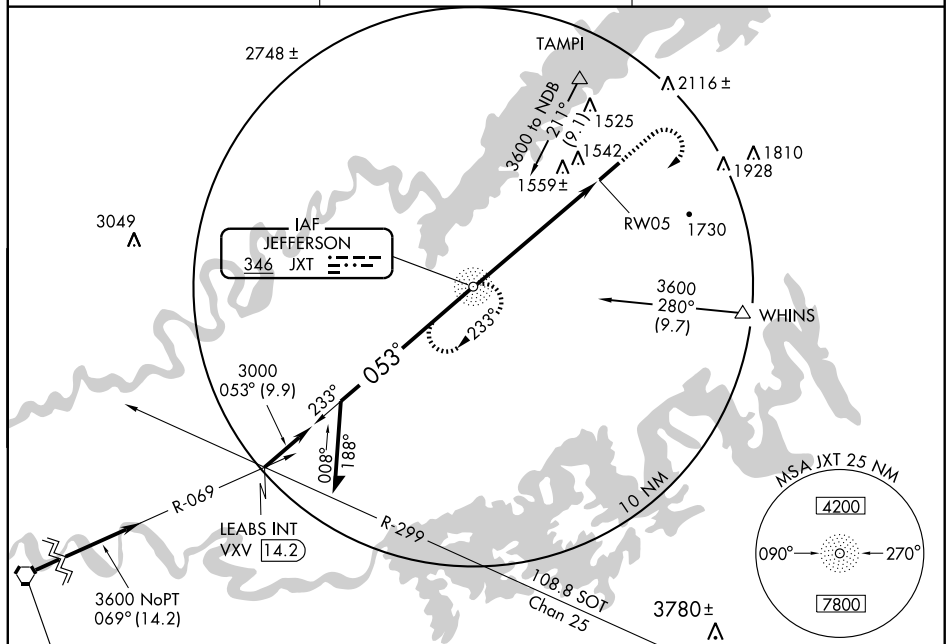 2748 ±
TAMPI
2116 ±
3600 to NDB
211°
(9.1)
1525
1542
1559 ±
1810
1928
RW05
1730
3049
IAF
JEFFERSON
346 JXT
3600
280°
(9.7)
WHINS
233°
053°
3000
053° (9.9)
233°
008°
188°
10 NM
MSA JXT 25 NM
4200
090°
270°
7800
R-069
R-299
LEABS INT
VXV 14.2
108.8 SOT
Chan 25
3600 NoPT
069° (14.2)
3780 ±